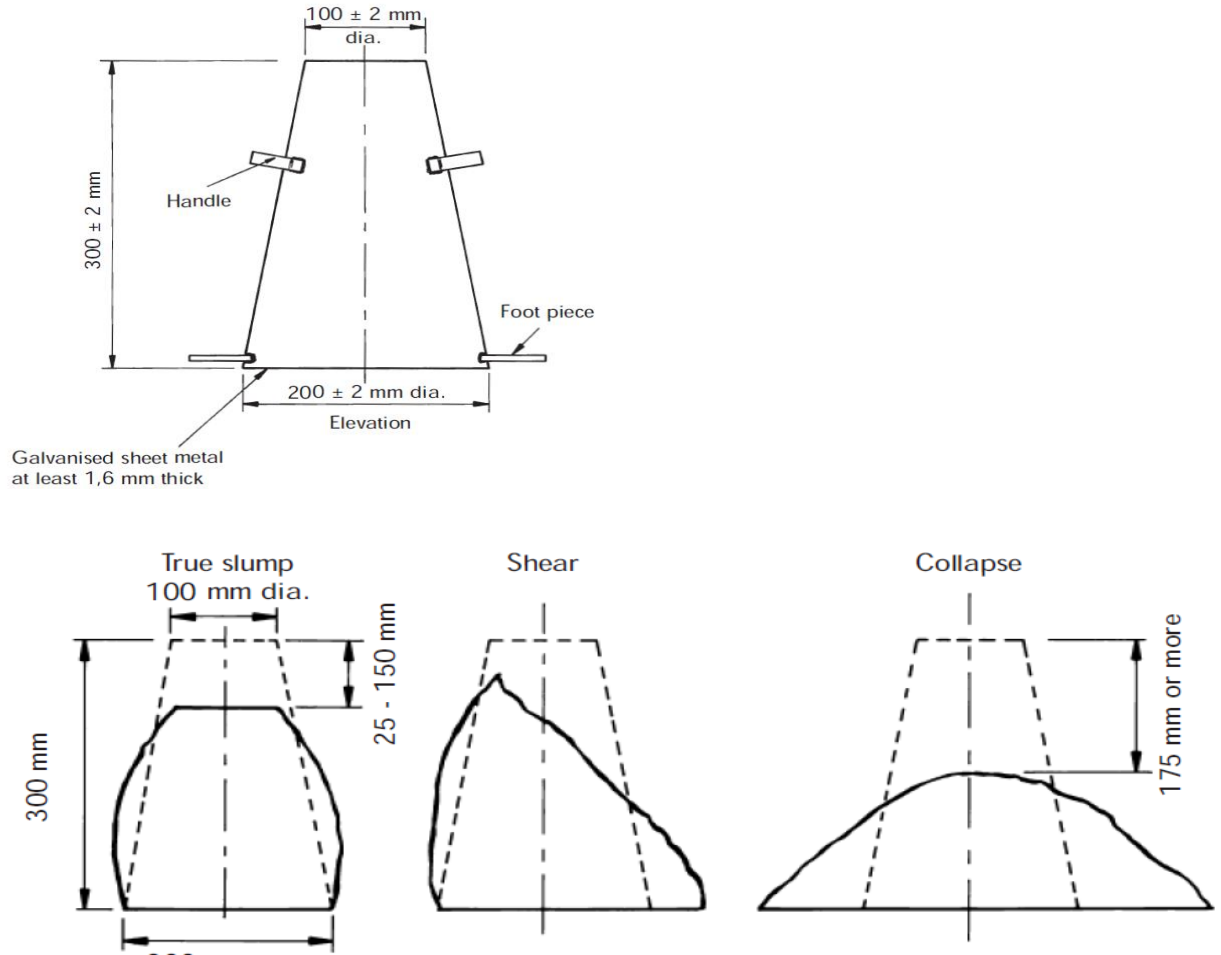 100 ± 2 mm
dia.
Handle
300 ± 2 mm
Foot piece
200 ± 2 mm dia.
Elevation
Galvanised sheet metal
at least 1,6 mm thick
True slump
100 mm dia.
25 - 150 mm
300 mm
Shear
Collapse
175 mm or more